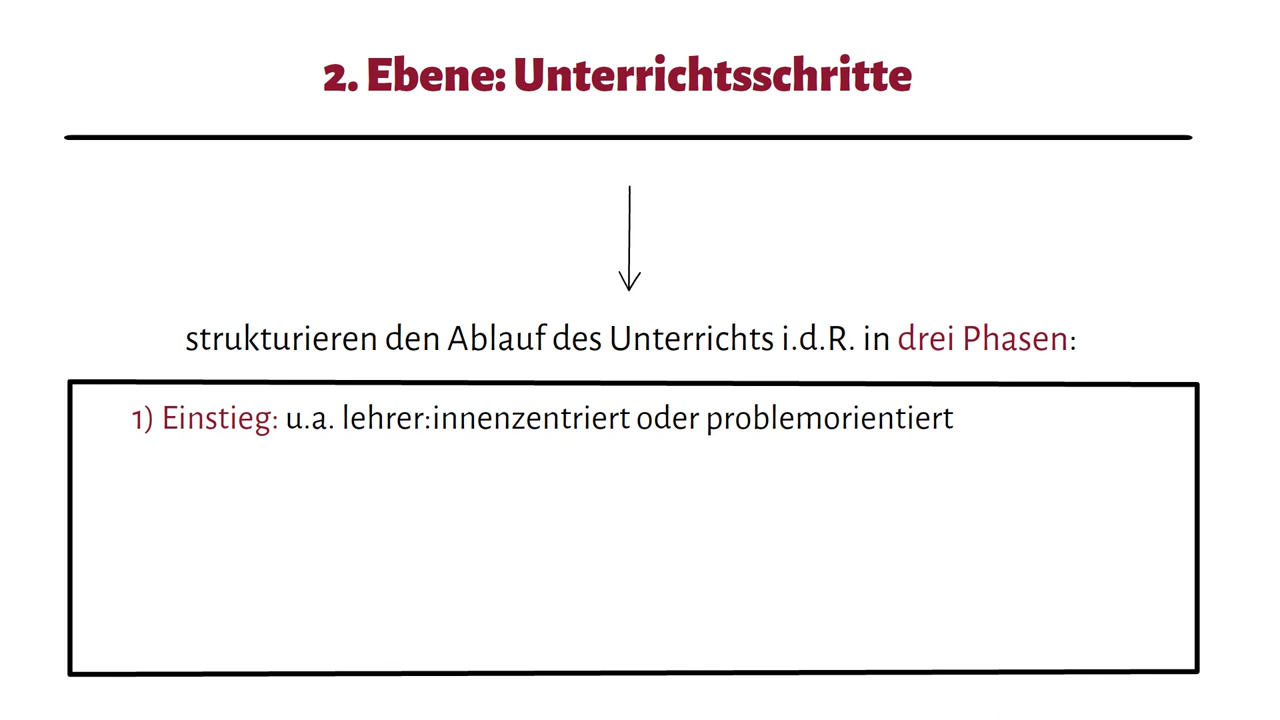 2. Ebene: Unterrichtsschritte
strukturieren den Ablauf des Unterrichts i.d.R. in drei Phasen:
1) Einstieg: u.a. lehrer:innenzentriert oder problemorientiert